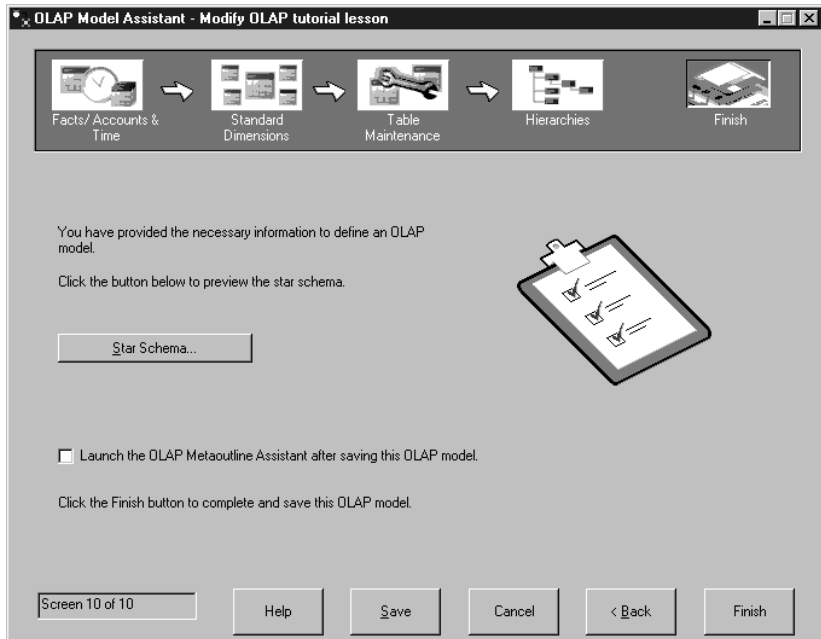 OLAP Model Assistant - Modify OLAP tutorial lesson
Facts/Accounts &
Time
Standard
Dimensions
Table
Maintenance
Hierarchies
Finish
You have provided the necessary information to define an OLAP
model.
Click the button below to preview the star schema.
Star Schema...
Launch the OLAP Metaoutline Assistant after saving this OLAP model.
Click the Finish button to complete and save this OLAP model.
Screen 10 of 10
Help
Save
Cancel
< Back
Finish